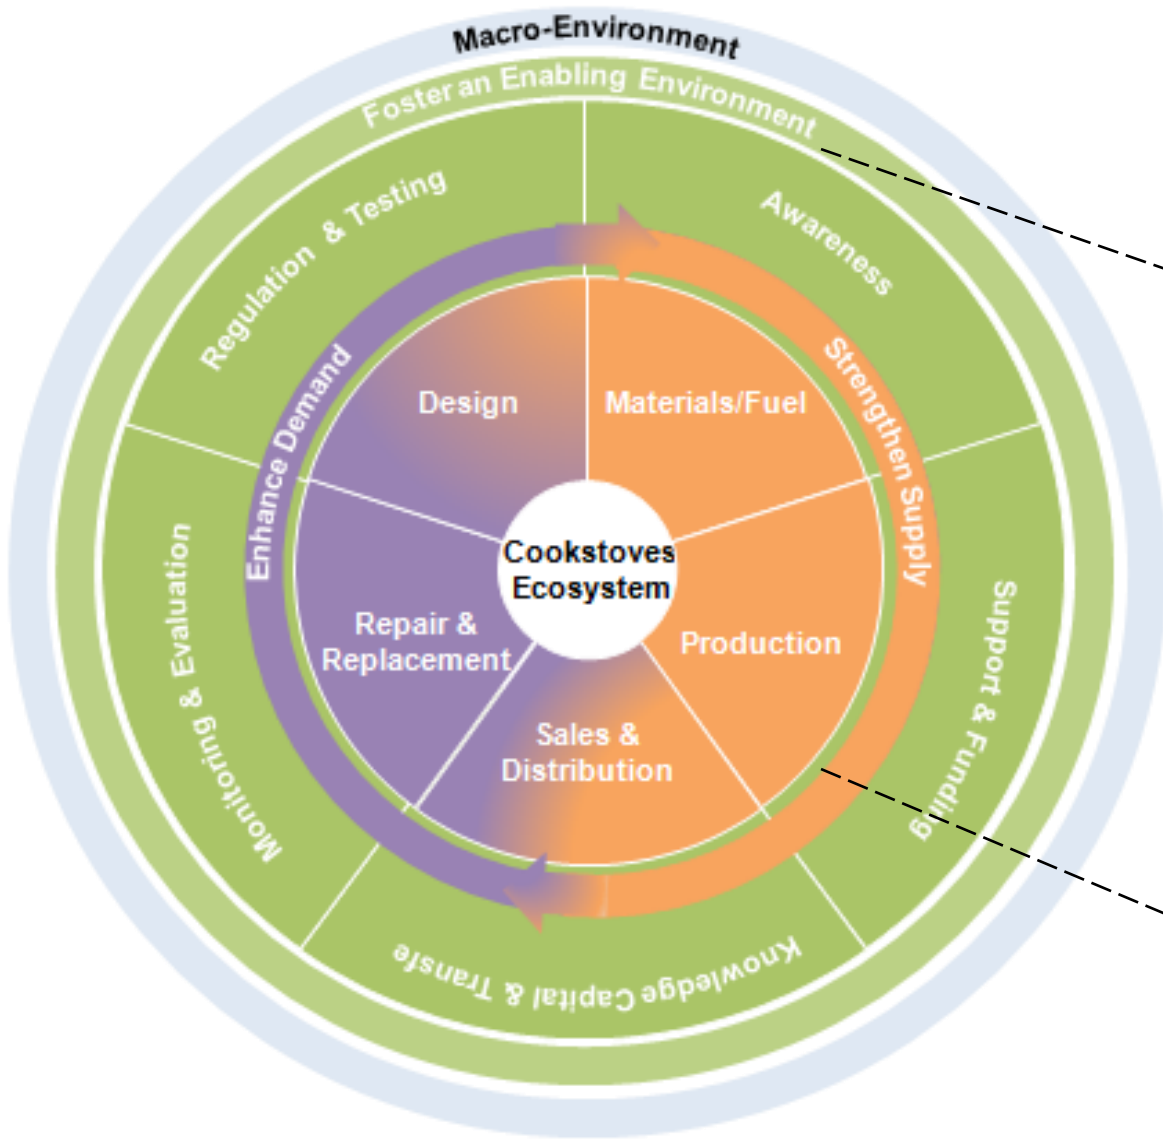 Macro-Environment
Foster an Enabling Environment
Regulation & Testing
Awareness
Enhance Demand
Strengthen Supply
Design
Materials/Fuel
Cookstoves
Ecosystem
Monitoring & Evaluation
Support & Funding
Repair &
Replacement
Production
Sales &
Distribution
Knowledge Capital & Transfe